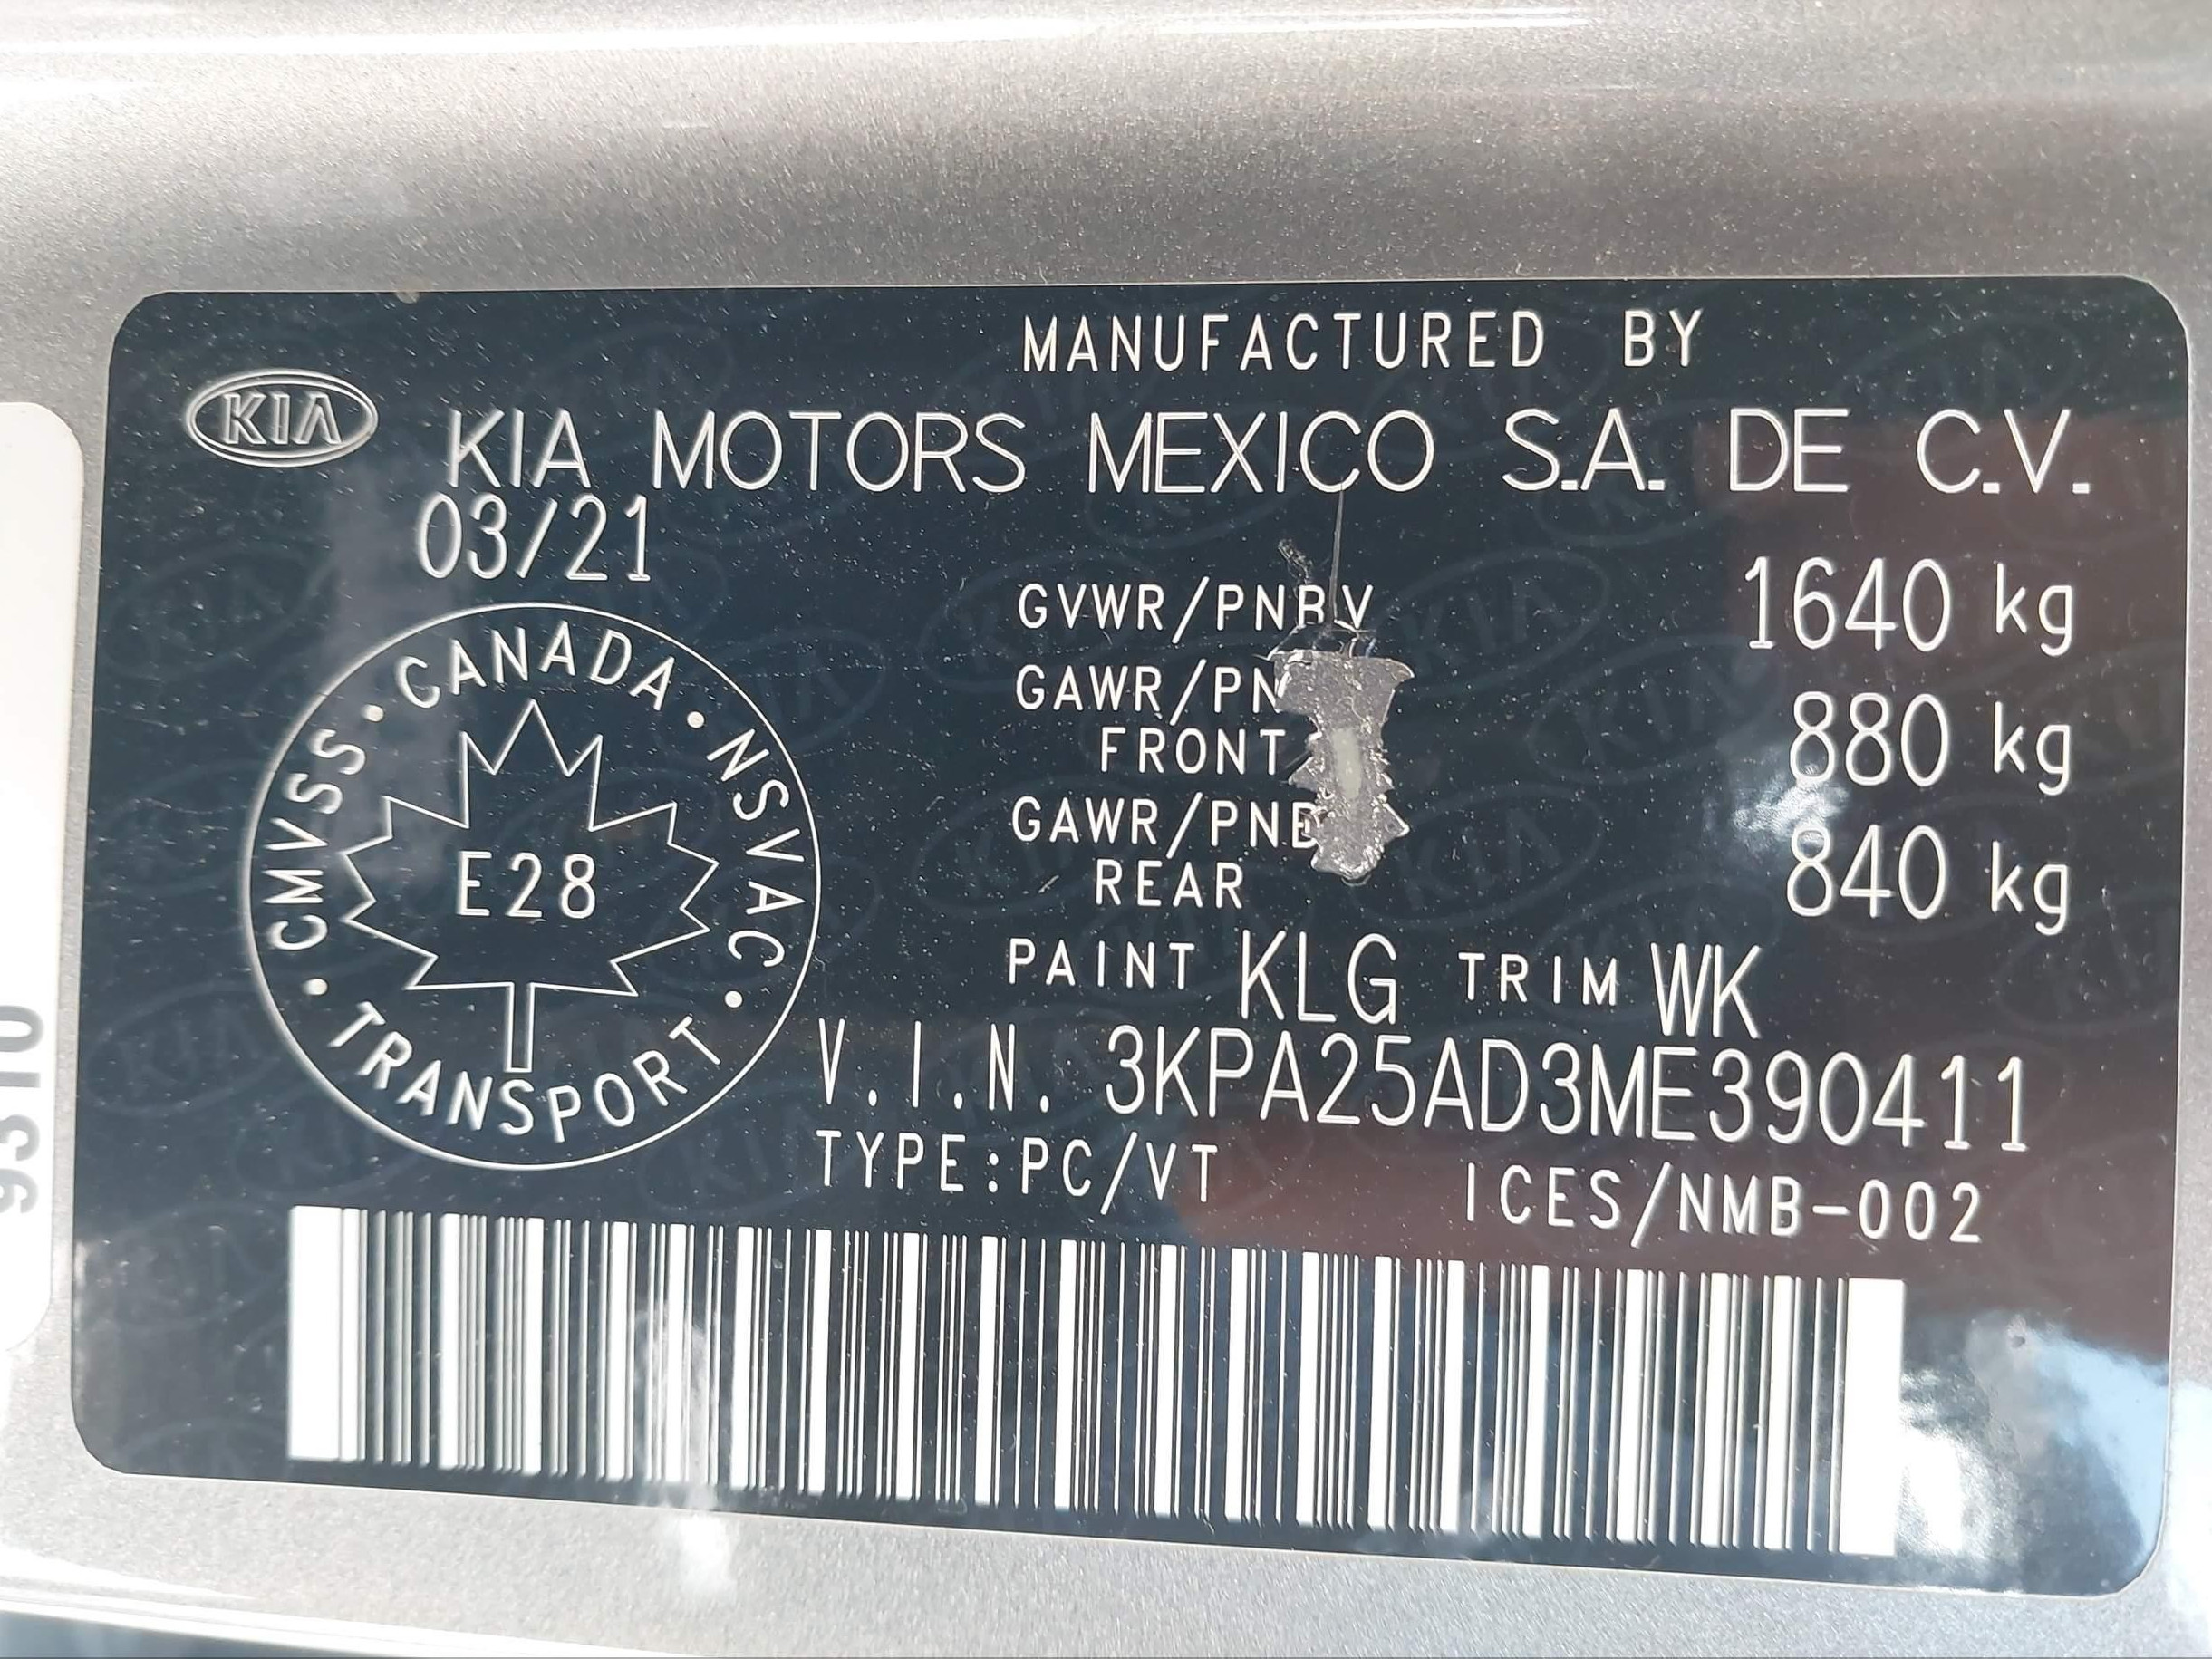 MANUFACTURED BY
KIA
KIA MOTORS MEXICO S.A. DE C.V.
03/21
GVWR/PNBV 1640 kg
GAWR/PN
FRONT 880 kg
GAWR/PNB
REAR 840 kg
CMVSS · CANADA · NSVAC · TRANSPORT ·
E28
PAINT KLG TRIM WK
V.I.N. 3KPA25AD3ME390411
TYPE:PC/VT ICES/NMB-002